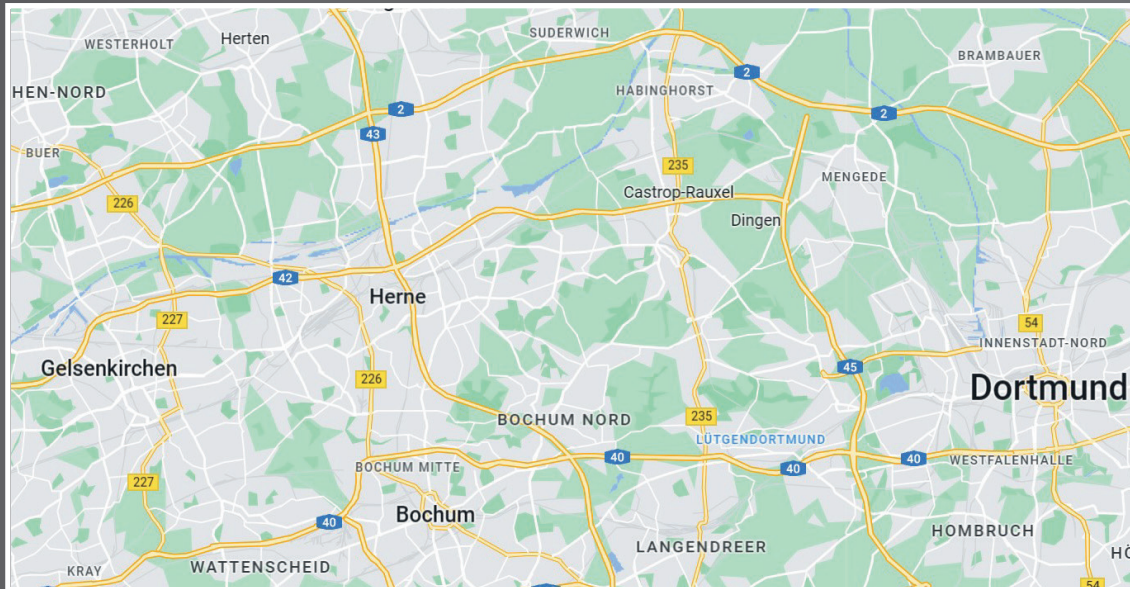 SUDERWICH
Herten
WESTERHOLT
BRAMBAUER
2
HABINGHORST
HEN-NORD
2
2
43
BUER
235
MENGEDE
Castrop-Rauxel
226
Dingen
42
Herne
227
54
INNENSTADT-NORD
Gelsenkirchen
45
226
Dortmund
235
BOCHUM NORD
LÜTGENDORTMUND
40
40
WESTFALENHALLE
BOCHUM MITTE
40
227
Bochum
40
HOMBRUCH
LANGENDREER
HÖ
WATTENSCHEID
KRAY
54